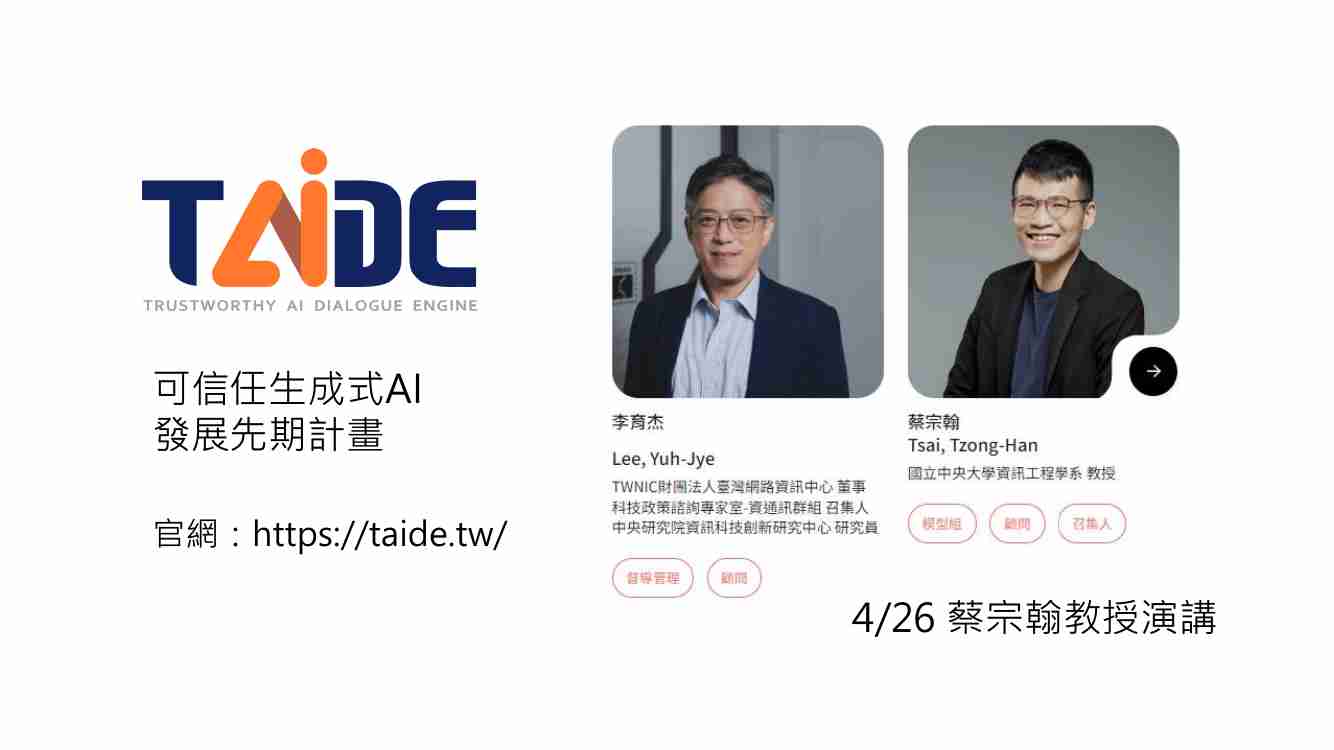 TAiDE
TRUSTWORTHY AI DIALOGUE ENGINE
可信任生成式AI
發展先期計畫
官網：https://taide.tw/
李育杰
Lee, Yuh-Jye
TWNIC財團法人臺灣網路資訊中心 董事
科技政策諮詢專家室-資通訊群組 召集人
中央研究院資訊科技創新研究中心 研究員
督導管理
顧問
蔡宗翰
Tsai, Tzong-Han
國立中央大學資訊工程學系 教授
模型組
顧問
召集人
4/26 蔡宗翰教授演講